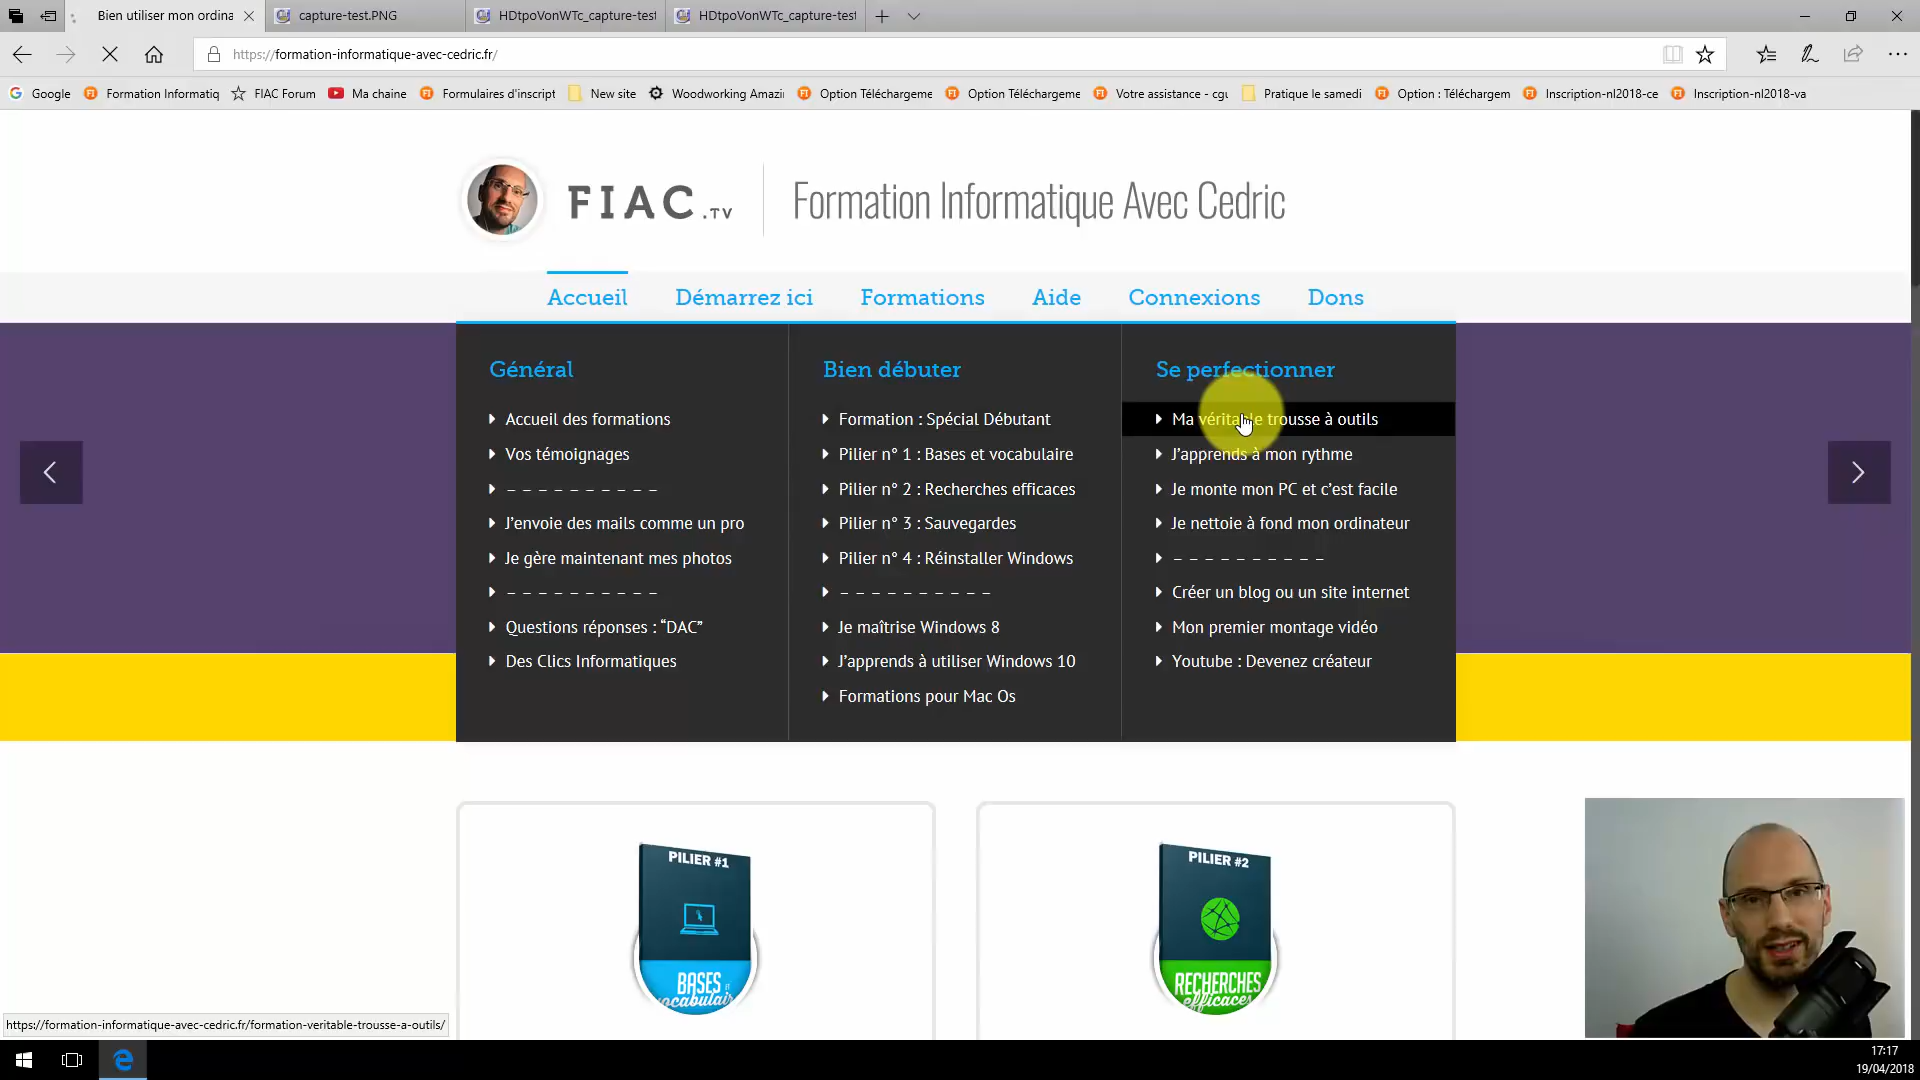 Bien utiliser mon ordina
capture-test.PNG
HDtpoVonWTc_capture-test
HDtpoVonWTc_capture-test
https://formation-informatique-avec-cedric.fr/
Google
Formation Informatiq
FIAC Forum
Ma chaine
Formulaires d'inscript
New site
Woodworking Amazi
Option Téléchargeme
Option Téléchargeme
Votre assistance - cgu
Pratique le samedi
Option : Téléchargem
Inscription-nl2018-ce
Inscription-nl2018-va
FIAC.TV
Formation Informatique Avec Cedric
Accueil
Démarrez ici
Formations
Aide
Connexions
Dons
Général
Accueil des formations
Vos témoignages
– – – – – – – – – –
J'envoie des mails comme un pro
Je gère maintenant mes photos
– – – – – – – – – –
Questions réponses : “DAC”
Des Clics Informatiques
Bien débuter
Formation : Spécial Débutant
Pilier n° 1 : Bases et vocabulaire
Pilier n° 2 : Recherches efficaces
Pilier n° 3 : Sauvegardes
Pilier n° 4 : Réinstaller Windows
– – – – – – – – – –
Je maîtrise Windows 8
J'apprends à utiliser Windows 10
Formations pour Mac Os
Se perfectionner
Ma véritable trousse à outils
J'apprends à mon rythme
Je monte mon PC et c'est facile
Je nettoie à fond mon ordinateur
– – – – – – – – – –
Créer un blog ou un site internet
Mon premier montage vidéo
Youtube : Devenez créateur
PILIER #1
BASES ET
vocabulair
PILIER #2
RECHERCHES
efficaces
https://formation-informatique-avec-cedric.fr/formation-veritable-trousse-a-outils/
17:17
19/04/2018